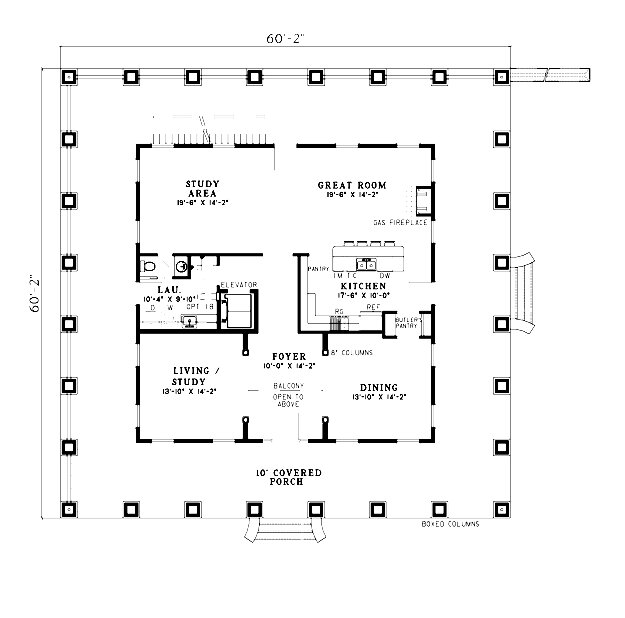 60'-2"
60'-2"
STUDY
AREA
19'-6" X 14'-2"
GREAT ROOM
19'-6" X 14'-2"
GAS FIREPLACE
PANTRY
IM TC DW
KITCHEN
17'-6" X 10'-0"
REF
RG
BUTLER
PANTRY
LAU.
10'-4" X 9'-10"
D W OPT
ELEVATOR
8" COLUMNS
LIVING /
STUDY
13'-10" X 14'-2"
FOYER
10'-0" X 14'-2"
BALCONY
OPEN TO
ABOVE
DINING
13'-10" X 14'-2"
10' COVERED
PORCH
BOXED COLUMNS